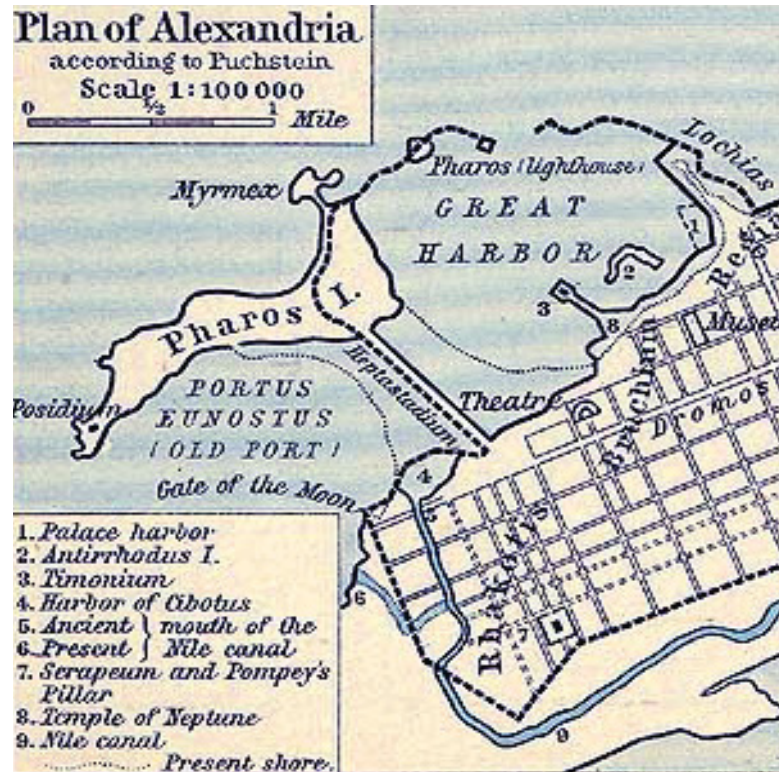 Plan of Alexandria
according to Puchstein
Scale 1:100 000
0 ½ 1 Mile
Lochias
Pharos (lighthouse)
Myrmex
GREAT
HARBOR
1
2
3
8
Regi
Museu
Pharos I.
Heptastadium
Posidium
PORTUS
EUNOSTUS
(OLD PORT)
Theatre
Bruchium
Dromos
4
Gate of the Moon
5
Rhakotis
6
7
9
1. Palace harbor
2. Antirrhodus I.
3. Timonium
4. Harbor of Cibotus
5. Ancient } mouth of the
6. Present } Nile canal
7. Serapeum and Pompey's
Pillar
8. Temple of Neptune
9. Nile canal
Present shore.